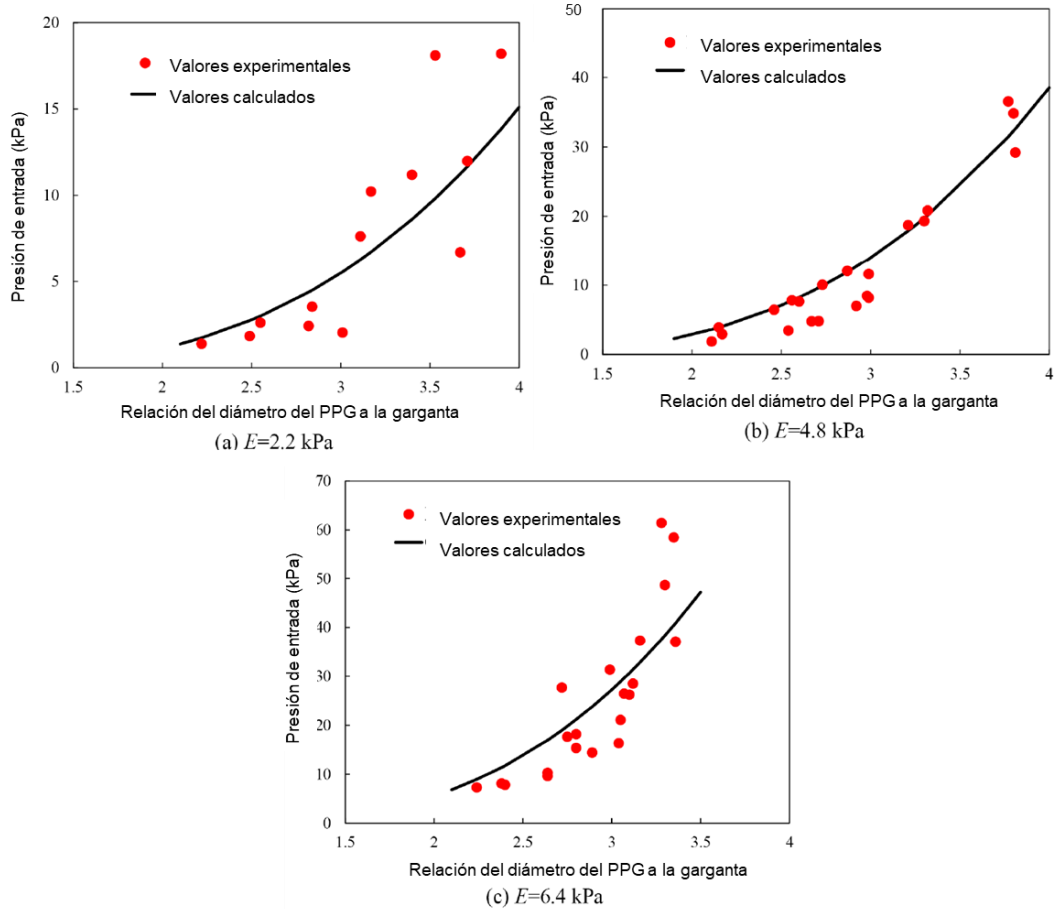 20
15
10
5
0
1.5
2
2.5
3
3.5
4
Presión de entrada (kPa)
Valores experimentales
Valores calculados
Relación del diámetro del PPG a la garganta
(a) E=2.2 kPa
50
40
30
20
10
0
1.5
2
2.5
3
3.5
4
Presión de entrada (kPa)
Valores experimentales
Valores calculados
Relación del diámetro del PPG a la garganta
(b) E=4.8 kPa
70
60
50
40
30
20
10
0
1.5
2
2.5
3
3.5
4
Presión de entrada (kPa)
Valores experimentales
Valores calculados
Relación del diámetro del PPG a la garganta
(c) E=6.4 kPa